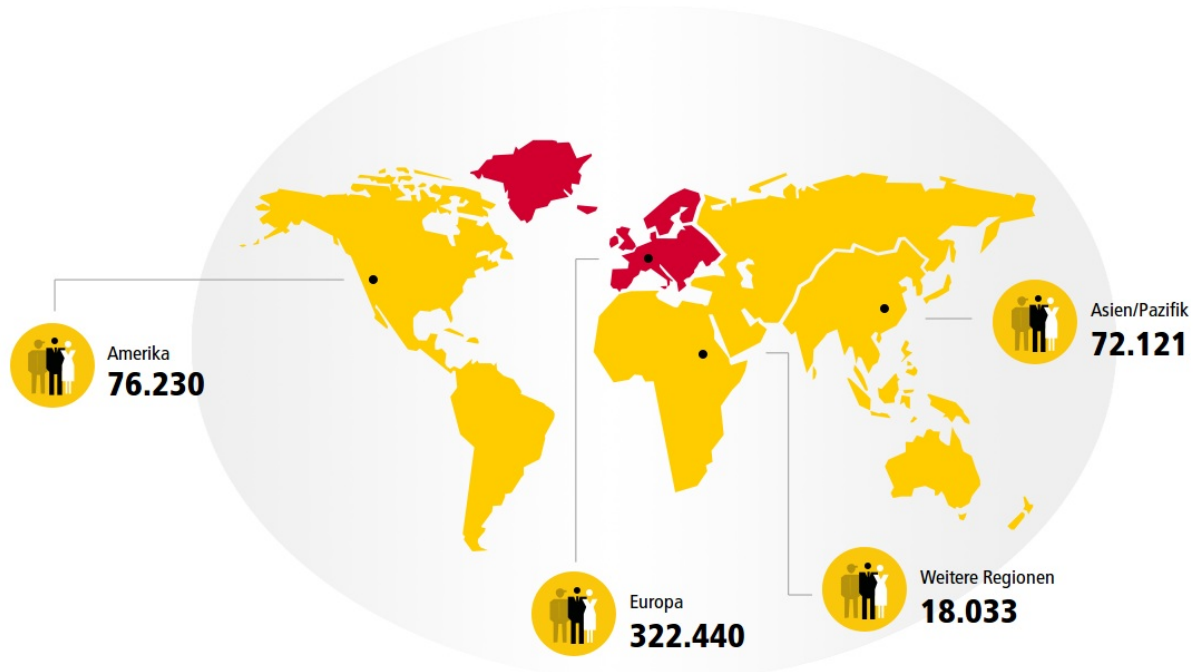 Amerika
76.230
Asien/Pazifik
72.121
Europa
322.440
Weitere Regionen
18.033